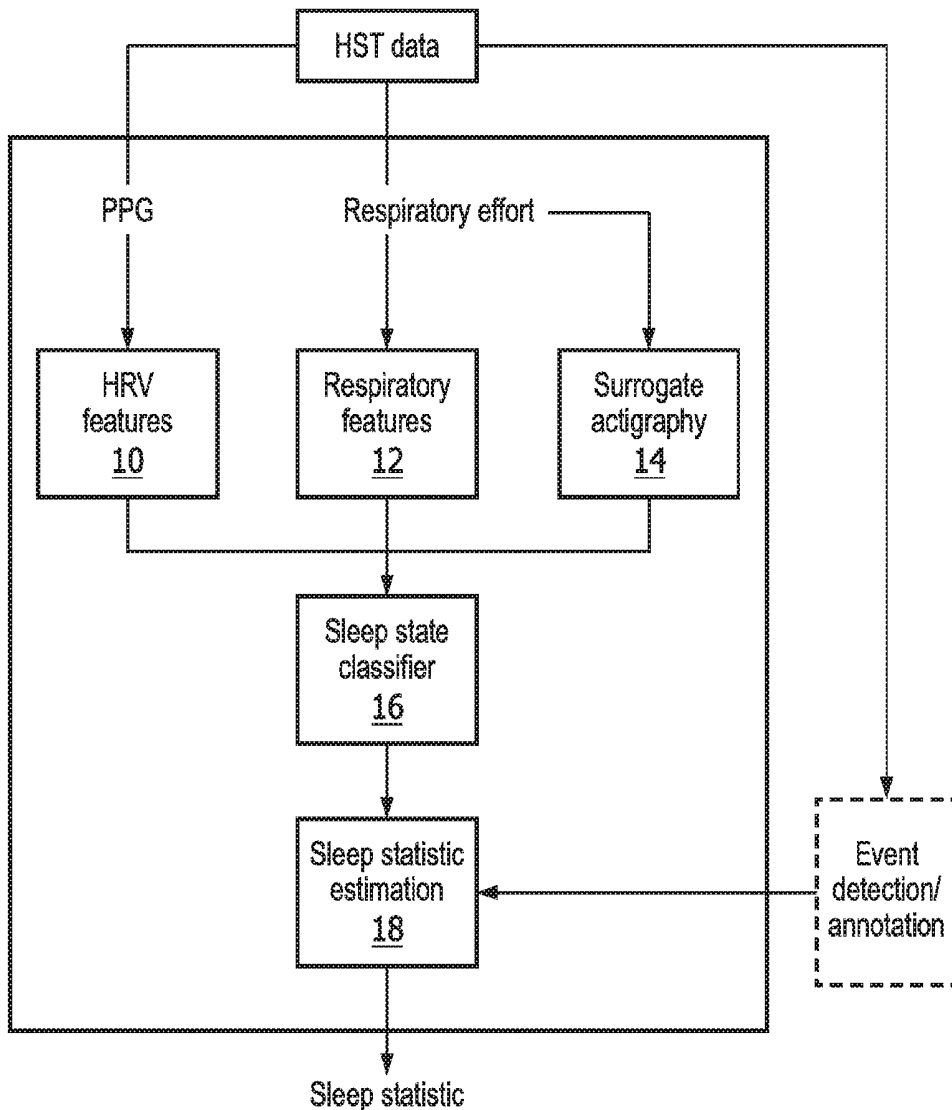 HST data
PPG
Respiratory effort
HRV
features
10
Respiratory
features
12
Surrogate
actigraphy
14
Sleep state
classifier
16
Sleep statistic
estimation
18
Event
detection/
annotation
Sleep statistic